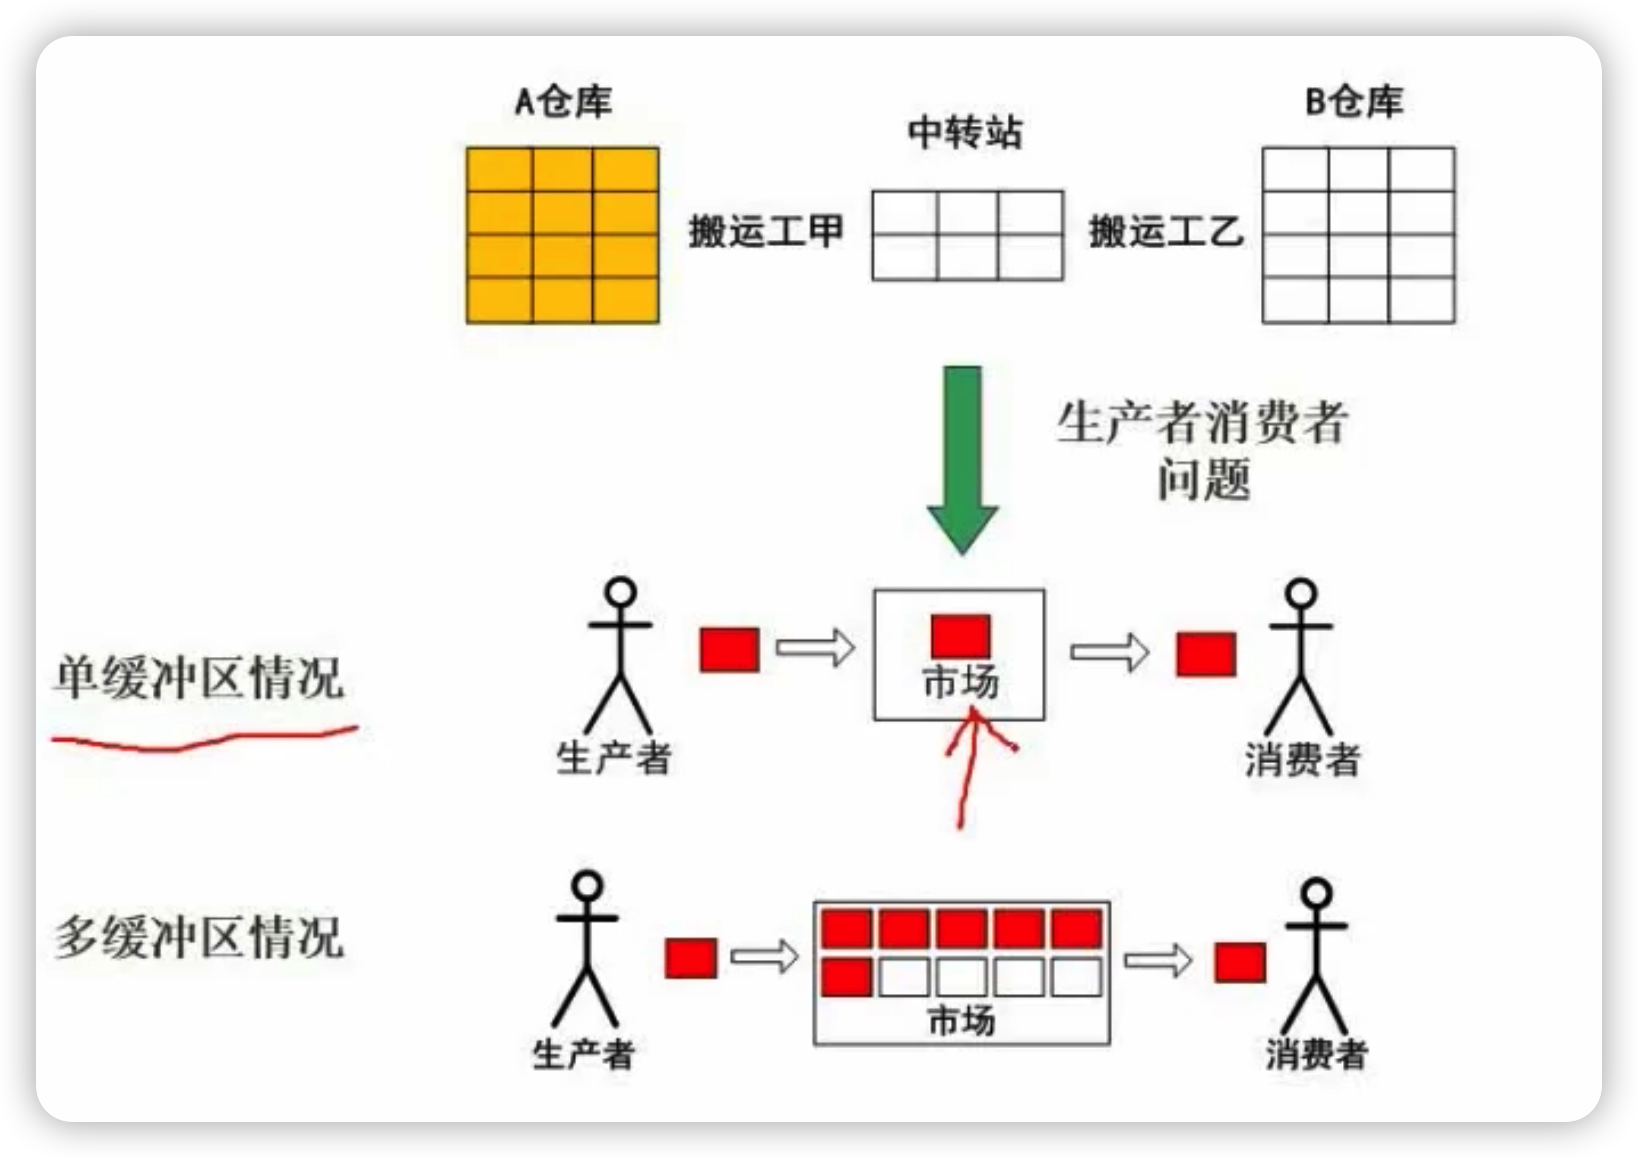 A仓库
中转站
B仓库
搬运工甲
搬运工乙
生产者消费者
问题
单缓冲区情况
市场
生产者
消费者
多缓冲区情况
市场
生产者
消费者